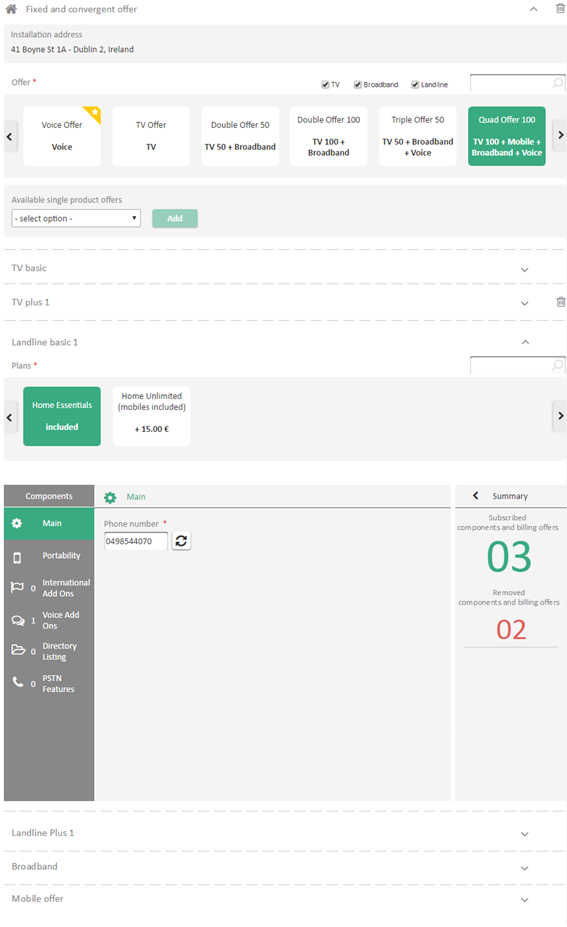 Fixed and convergent offer
Installation address
41 Boyne St 1A - Dublin 2, Ireland
Offer *
TV
Broadband
Landline
Voice Offer
Voice
TV Offer
TV
Double Offer 50
TV 50 + Broadband
Double Offer 100
TV 100 +
Broadband
Triple Offer 50
TV 50 + Broadband
+ Voice
Quad Offer 100
TV 100 + Mobile +
Broadband + Voice
Available single product offers
- select option -
Add
TV basic
TV plus 1
Landline basic 1
Plans *
Home Essentials
included
Home Unlimited
(mobiles included)
+ 15.00 €
Components
Main
Portability
0 International
Add Ons
1 Voice Add
Ons
0 Directory
Listing
0 PSTN
Features
Main
Phone number *
0498544070
Summary
Subscribed
components and billing offers
03
Removed
components and billing offers
02
Landline Plus 1
Broadband
Mobile offer